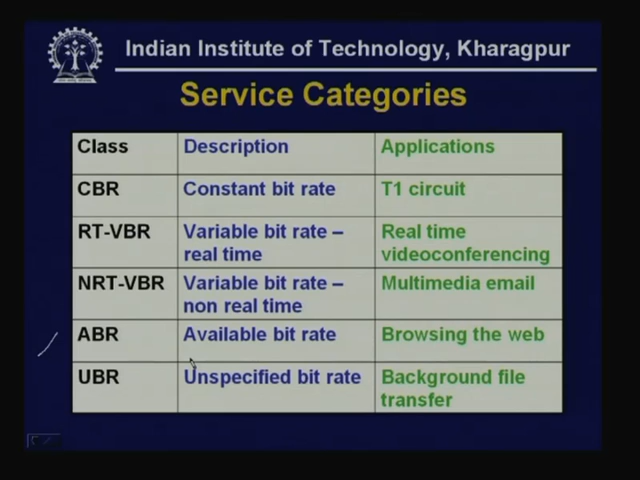 Indian Institute of Technology, Kharagpur
Service Categories
Class Description Applications
CBR Constant bit rate T1 circuit
RT-VBR Variable bit rate – Real time
real time videoconferencing
NRT-VBR Variable bit rate – Multimedia email
non real time
ABR Available bit rate Browsing the web
UBR Unspecified bit rate Background file
transfer